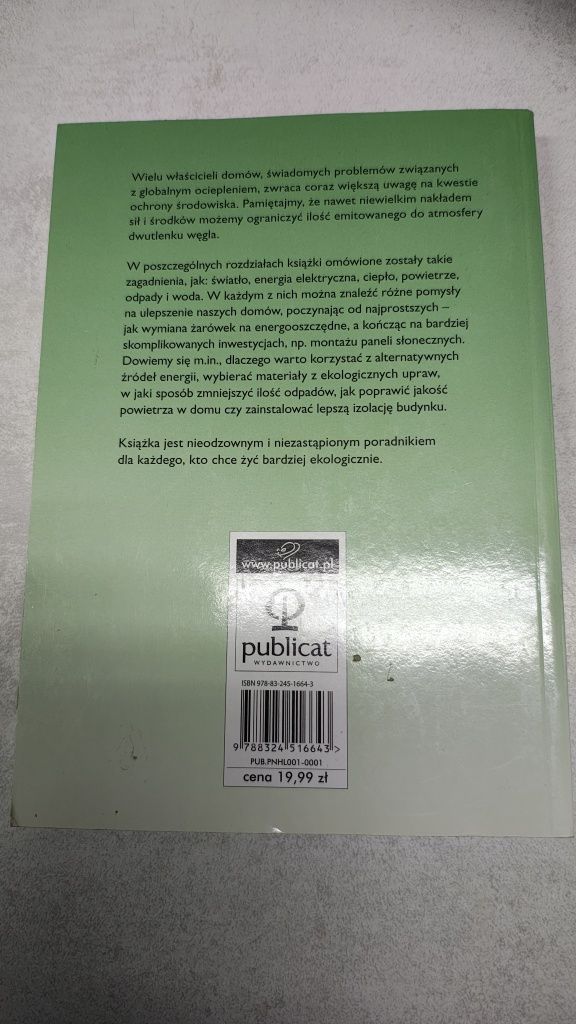 Wielu właścicieli domów, świadomych problemów związanych
z globalnym ociepleniem, zwraca coraz większą uwagę na kwestie
ochrony środowiska. Pamiętajmy, że nawet niewielkim nakładem
sił i środków możemy ograniczyć ilość emitowanego do atmosfery
dwutlenku węgla.
W poszczególnych rozdziałach książki omówione zostały takie
zagadnienia, jak: światło, energia elektryczna, ciepło, powietrze,
odpady i woda. W każdym z nich można znaleźć różne pomysły
na ulepszenie naszych domów, poczynając od najprostszych –
jak wymiana żarówek na energooszczędne, a kończąc na bardziej
skomplikowanych inwestycjach, np. montażu paneli słonecznych.
Dowiemy się m.in., dlaczego warto korzystać z alternatywnych
źródeł energii, wybierać materiały z ekologicznych upraw,
w jaki sposób zmniejszyć ilość odpadów, jak poprawić jakość
powietrza w domu czy zainstalować lepszą izolację budynku.
Książka jest nieodzownym i niezastąpionym poradnikiem
dla każdego, kto chce żyć bardziej ekologicznie.
www.publicat.pl
publicat
WYDAWNICTWO
ISBN 978-83-245-1664-3
9 788324 516643 >
PUB.PNHL001-0001
cena 19,99 zł